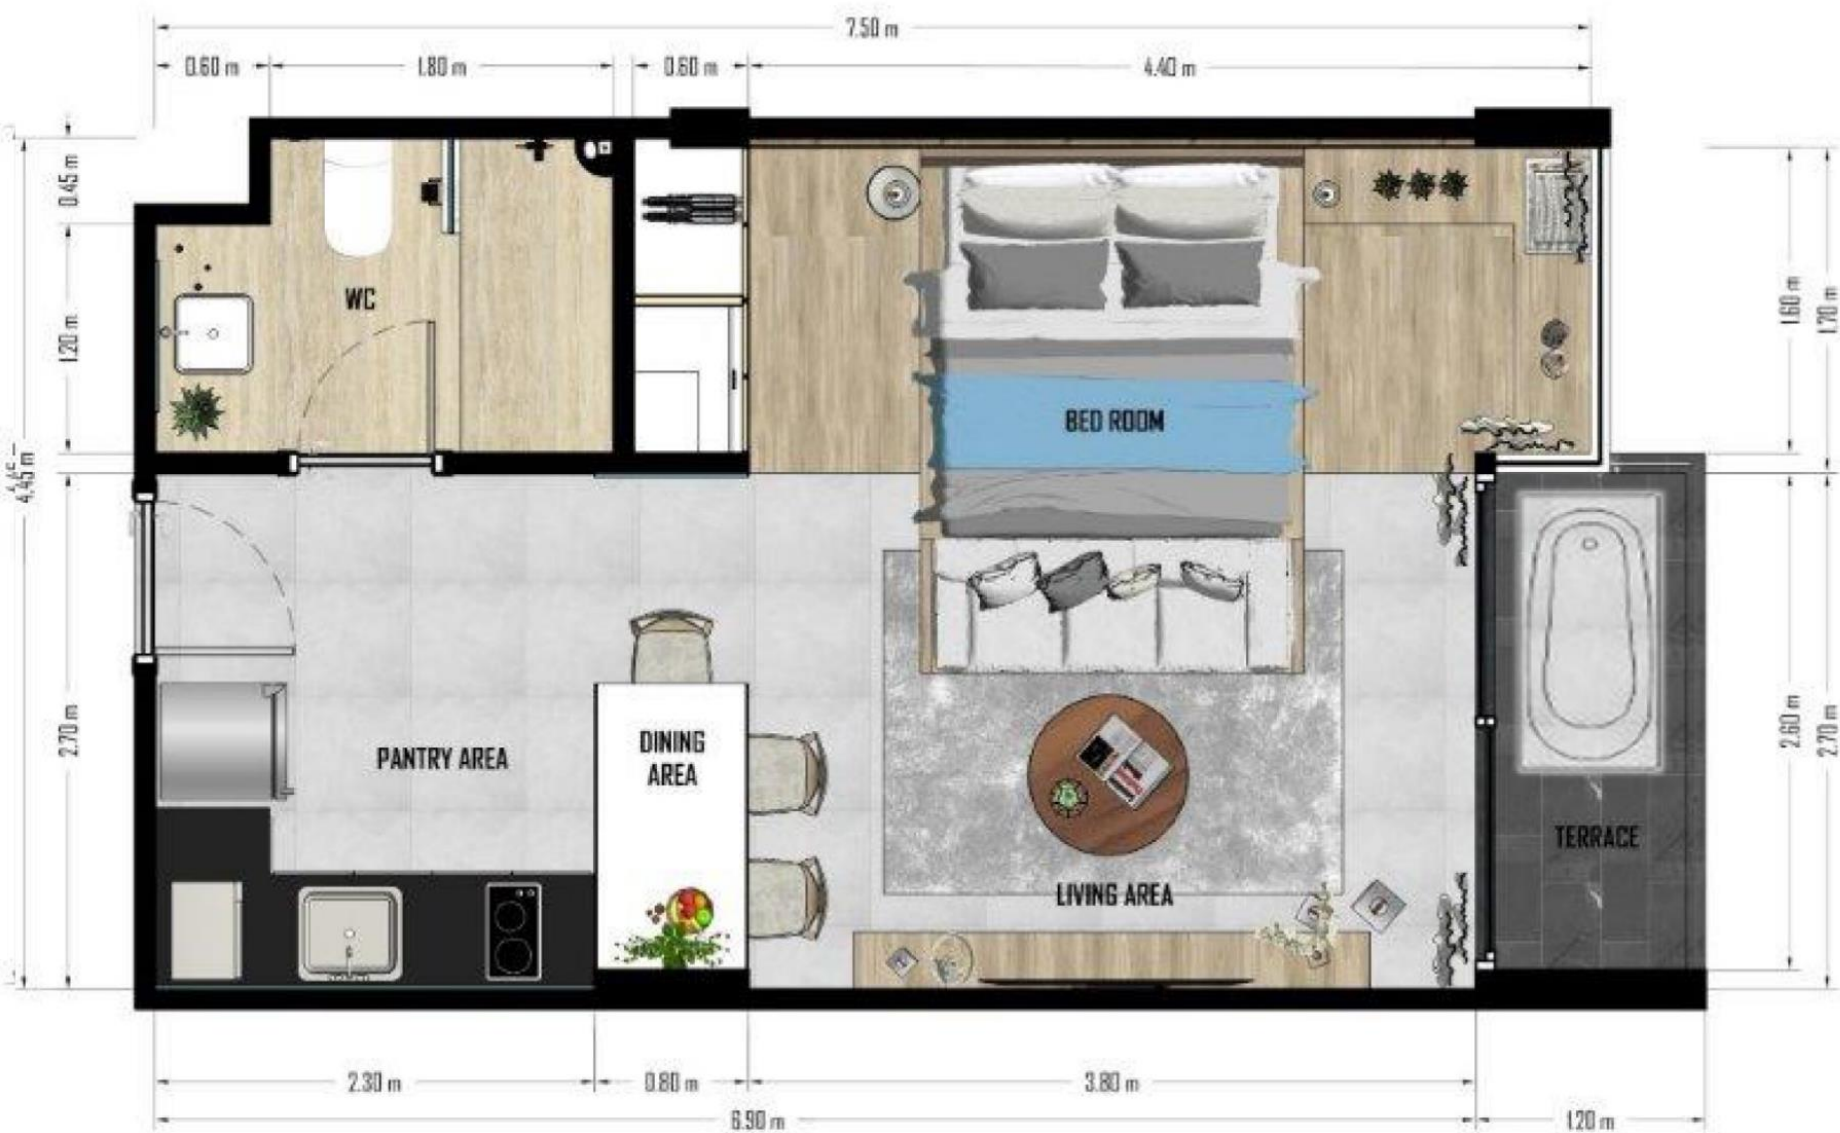 7.50 m
0.60 m
1.80 m
0.60 m
4.40 m
0.45 m
1.20 m
4.45 m
2.70 m
WC
BED ROOM
1.60 m
1.70 m
PANTRY AREA
DINING
AREA
LIVING AREA
TERRACE
2.60 m
2.70 m
2.30 m
0.80 m
3.80 m
6.90 m
1.20 m